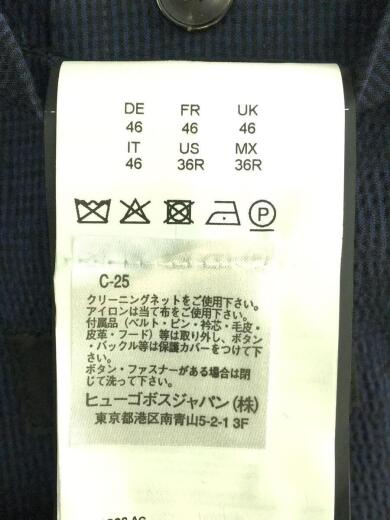 DE FR UK
46 46 46
IT US MX
46 36R 36R
P
C-25
クリーニングネットをご使用下さい。
アイロンは当て布をご使用下さい。
付属品（ベルト・ピン・衿芯・毛皮・
皮革・フード）等は取り外し、ボタン
・バックル等は保護カバーをつけて下
さい。
ボタン・ファスナーがある場合は閉
じて洗って下さい。
ヒューゴボスジャパン（株）
東京都港区南青山5-2-1 3F